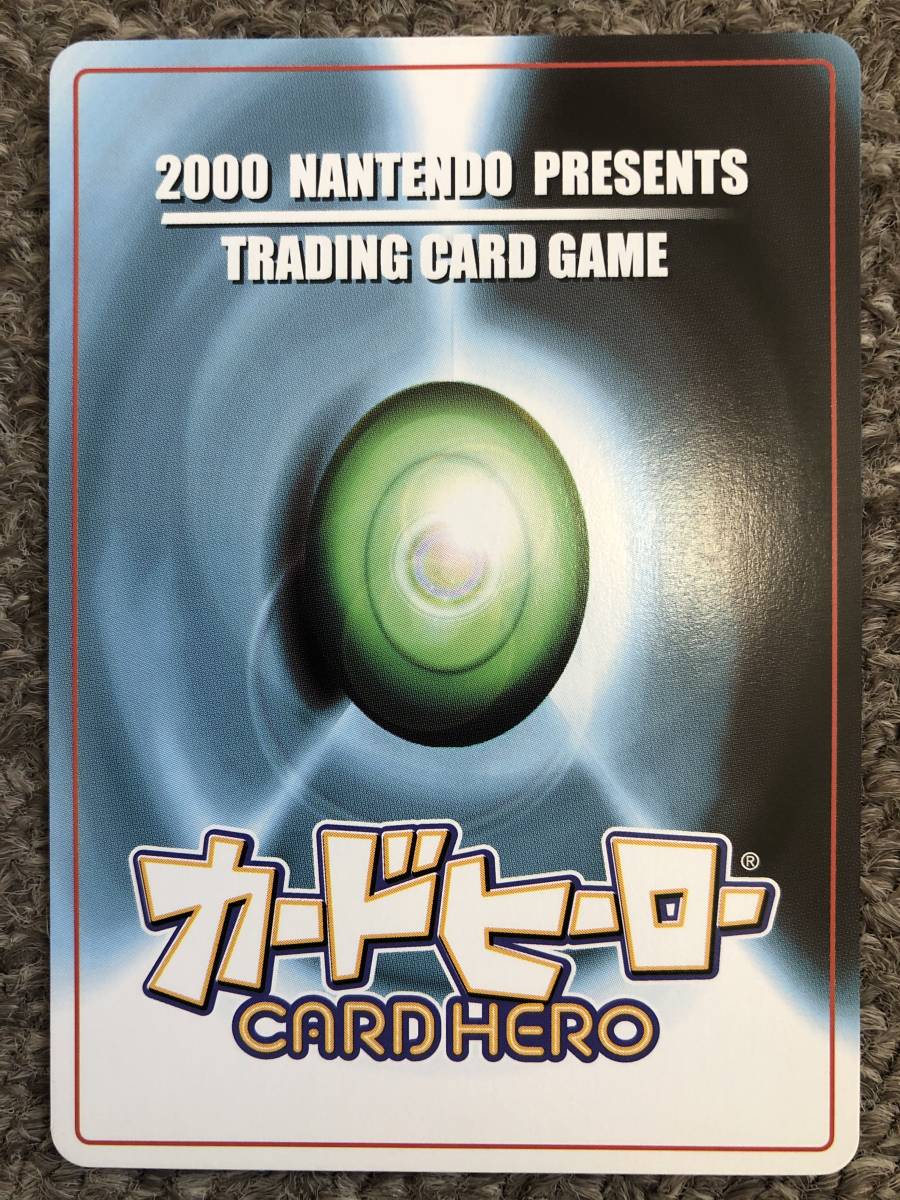 2000 NANTENDO PRESENTS
TRADING CARD GAME
カードヒーロー®
CARD HERO